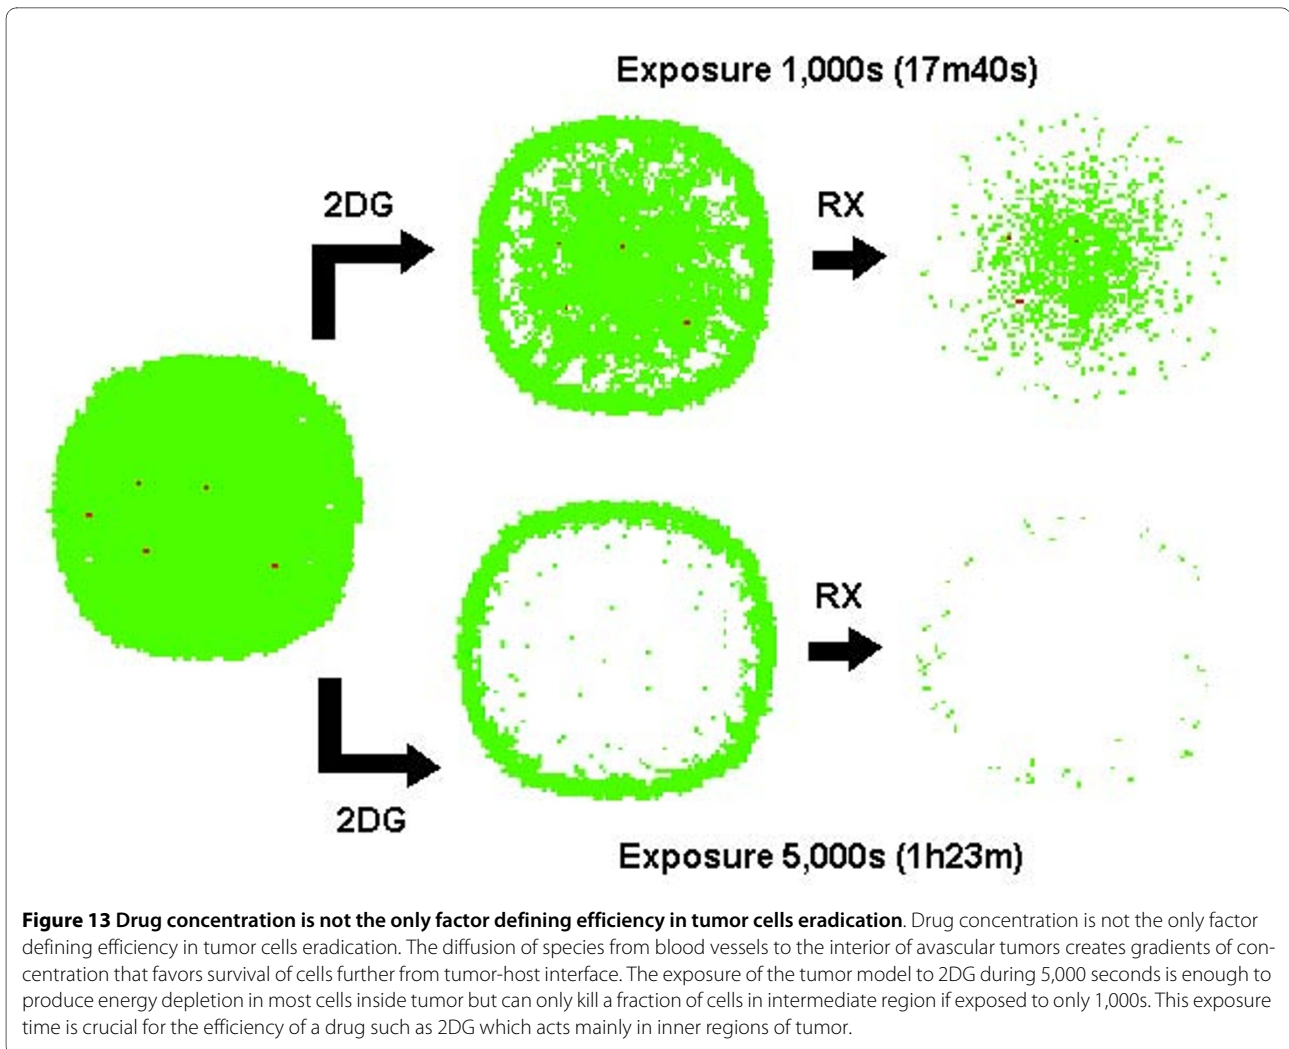 Exposure 1,000s (17m40s)
2DG
RX
RX
2DG
Exposure 5,000s (1h23m)
Figure 13 Drug concentration is not the only factor defining efficiency in tumor cells eradication. Drug concentration is not the only factor
defining efficiency in tumor cells eradication. The diffusion of species from blood vessels to the interior of avascular tumors creates gradients of con-
centration that favors survival of cells further from tumor-host interface. The exposure of the tumor model to 2DG during 5,000 seconds is enough to
produce energy depletion in most cells inside tumor but can only kill a fraction of cells in intermediate region if exposed to only 1,000s. This exposure
time is crucial for the efficiency of a drug such as 2DG which acts mainly in inner regions of tumor.